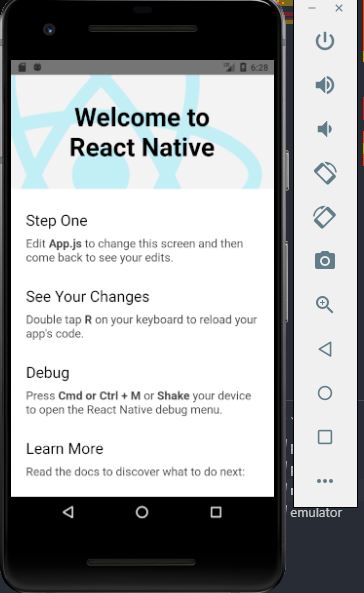 6:28
Welcome to
React Native
Step One
Edit App.js to change this screen and then
come back to see your edits.
See Your Changes
Double tap R on your keyboard to reload your
app's code.
Debug
Press Cmd or Ctrl + M or Shake your device
to open the React Native debug menu.
Learn More
Read the docs to discover what to do next:
emulator